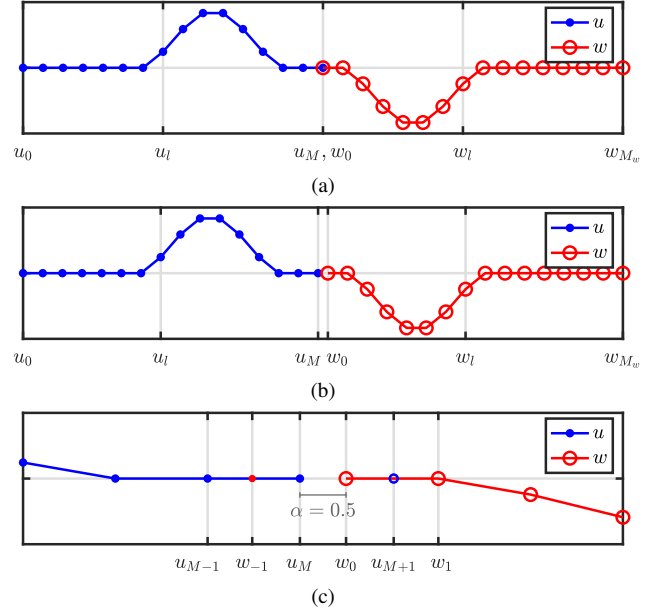 u
w
u_0 u_l u_M, w_0 w_l w_{M_w}
(a)
u
w
u_0 u_l u_M w_0 w_l w_{M_w}
(b)
u
w
α = 0.5
u_{M−1} w_{−1} u_M w_0 u_{M+1} w_1
(c)